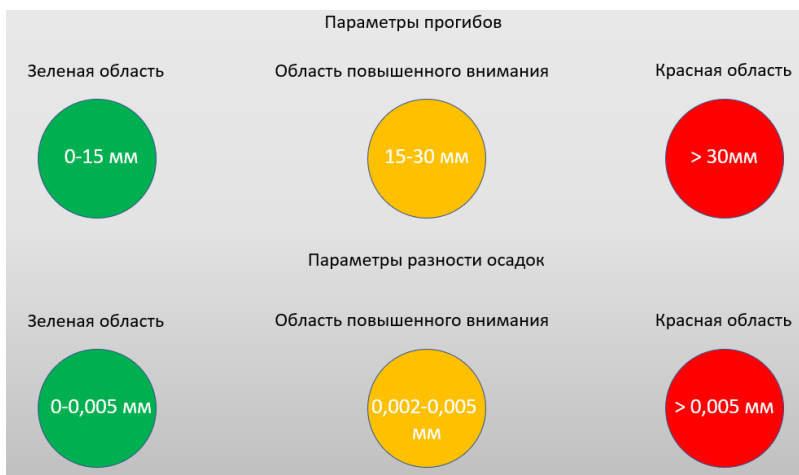 Параметры прогибов
Зеленая область
Область повышенного внимания
Красная область
0-15 мм
15-30 мм
> 30мм
Параметры разности осадок
Зеленая область
Область повышенного внимания
Красная область
0-0,005 мм
0,002-0,005
мм
> 0,005 мм